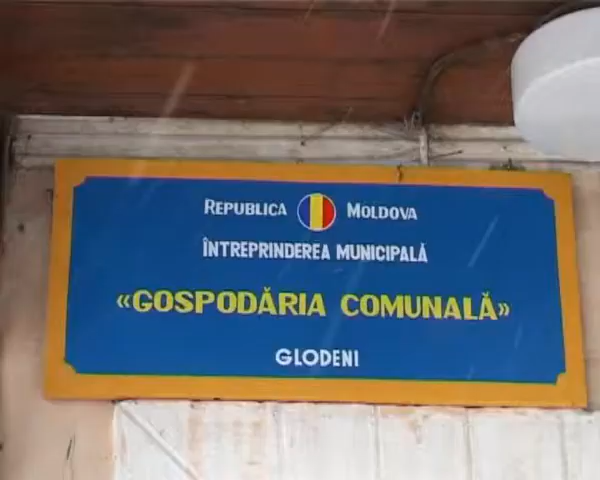 REPUBLICA MOLDOVA
ÎNTREPRINDEREA MUNICIPALĂ
«GOSPODĂRIA COMUNALĂ»
GLODENI